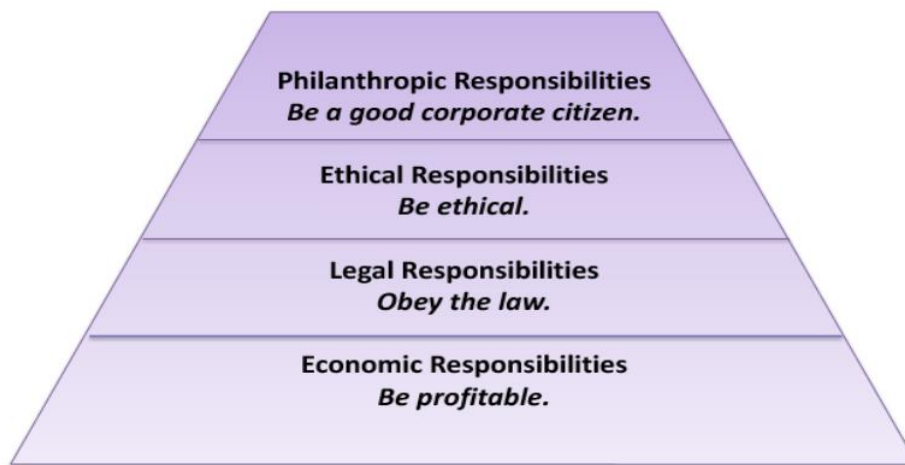 Philanthropic Responsibilities
Be a good corporate citizen.
Ethical Responsibilities
Be ethical.
Legal Responsibilities
Obey the law.
Economic Responsibilities
Be profitable.